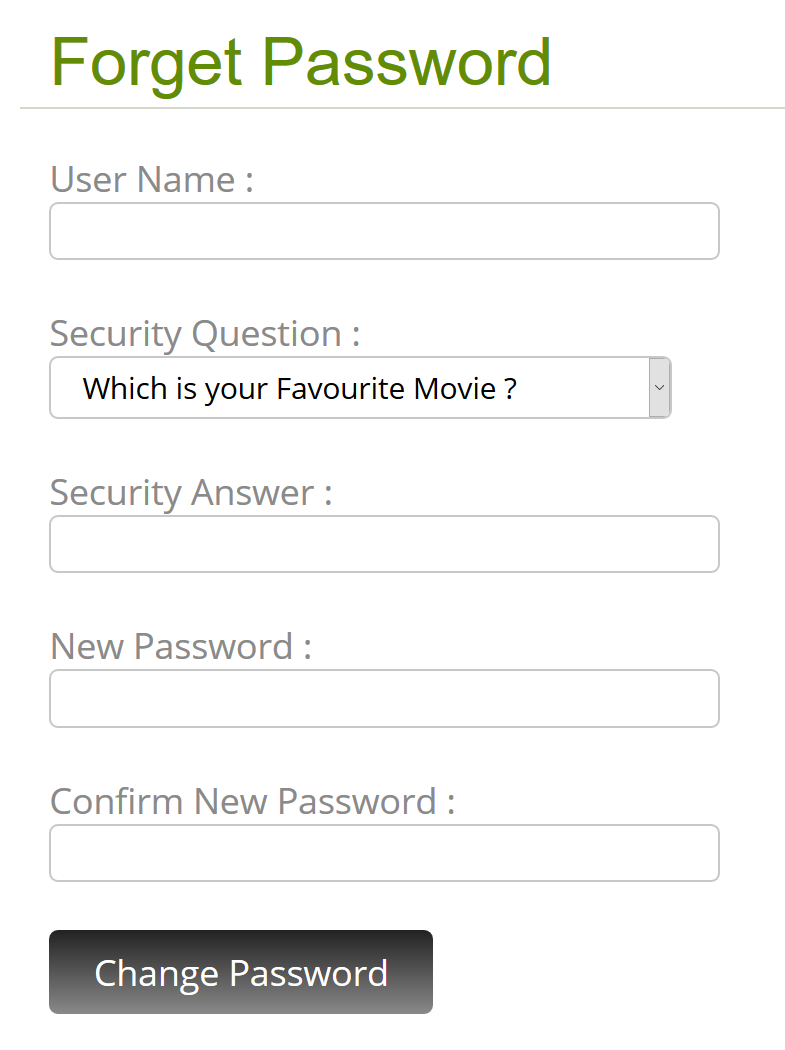 Forget Password
User Name :
Security Question :
Which is your Favourite Movie ?
Security Answer :
New Password :
Confirm New Password :
Change Password